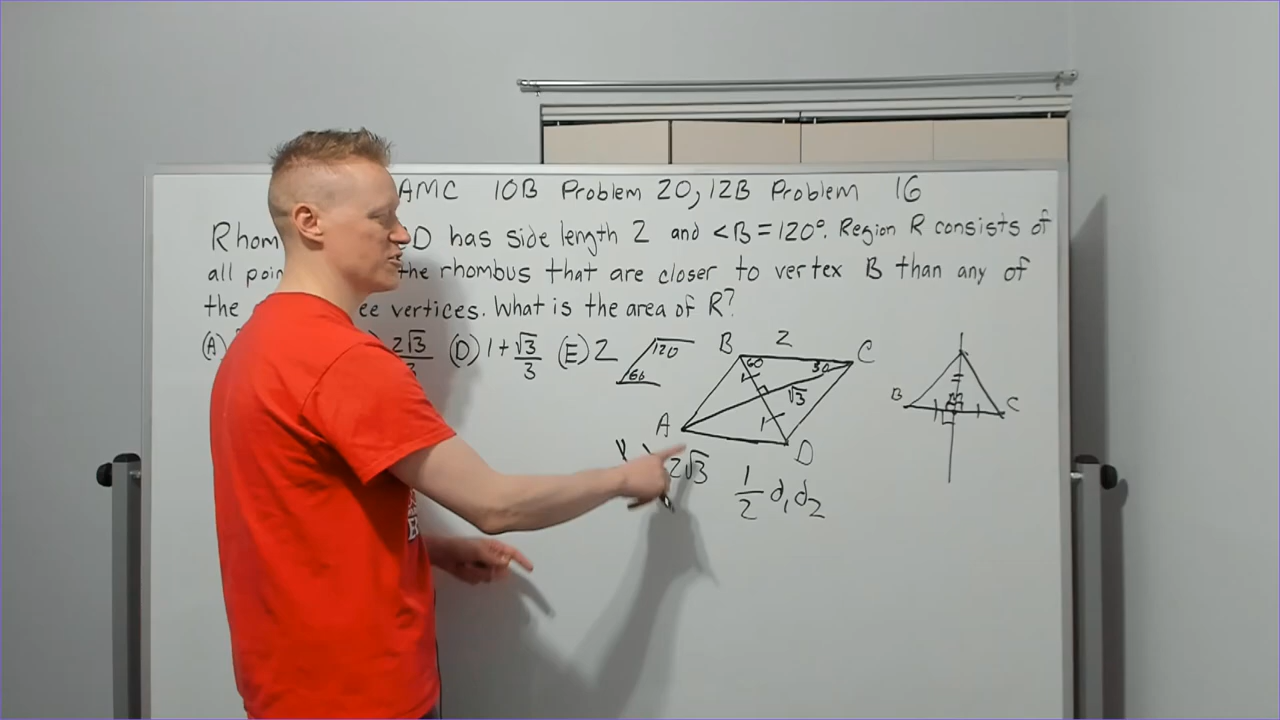 AMC 10B Problem 20, 12B Problem 16
Rhom D has side length 2 and <B = 120°. Region R consists of
all poin the rhombus that are closer to vertex B than any of
the ee vertices. What is the area of R?
(A) 2√3/3 (D) 1+√3/3 (E) 2
120
60
B 2 C
60 30
1 √3
1
A D
2√3
1/2 d₁d₂
B C